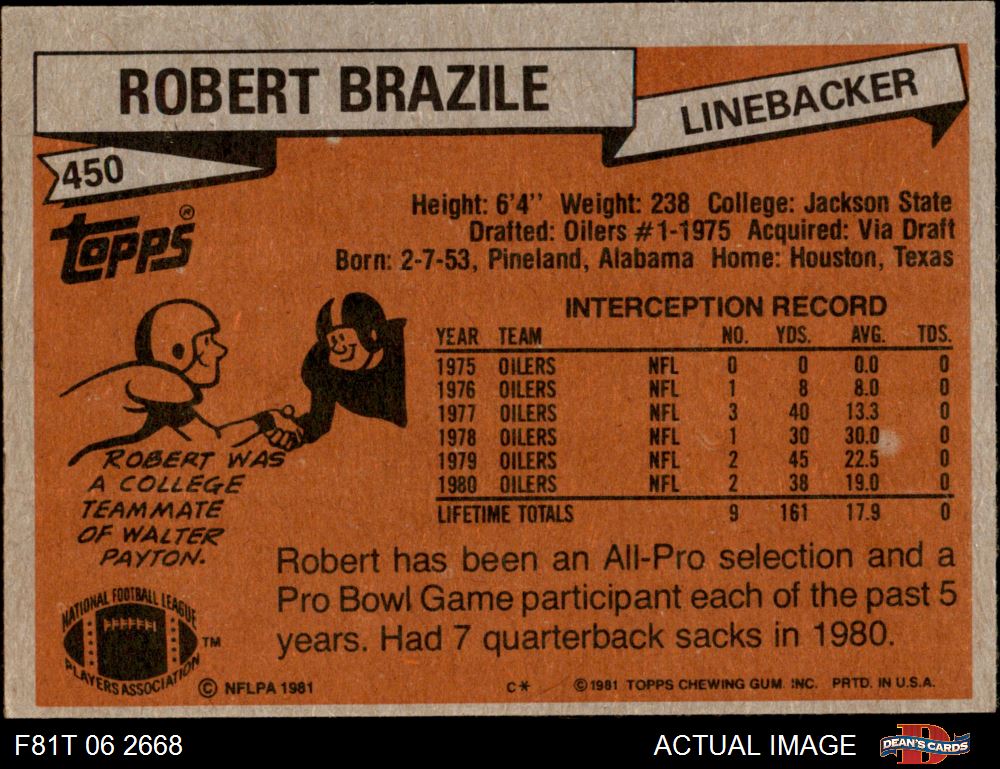 ROBERT BRAZILE
LINEBACKER
450
TOPPS®
Height: 6'4'' Weight: 238 College: Jackson State
Drafted: Oilers #1-1975 Acquired: Via Draft
Born: 2-7-53, Pineland, Alabama Home: Houston, Texas
INTERCEPTION RECORD
YEAR TEAM NO. YDS. AVG. TDS.
1975 OILERS NFL 0 0 0.0 0
1976 OILERS NFL 1 8 8.0 0
1977 OILERS NFL 3 40 13.3 0
1978 OILERS NFL 1 30 30.0 0
1979 OILERS NFL 2 45 22.5 0
1980 OILERS NFL 2 38 19.0 0
LIFETIME TOTALS 9 161 17.9 0
ROBERT WAS
A COLLEGE
TEAMMATE
OF WALTER
PAYTON.
Robert has been an All-Pro selection and a
Pro Bowl Game participant each of the past 5
years. Had 7 quarterback sacks in 1980.
NATIONAL FOOTBALL LEAGUE
PLAYERS ASSOCIATION
TM
© NFLPA 1981
C* ©1981 TOPPS CHEWING GUM. INC. PRTD. IN U.S.A.
F81T 06 2668
ACTUAL IMAGE
D
DEAN'S CARDS